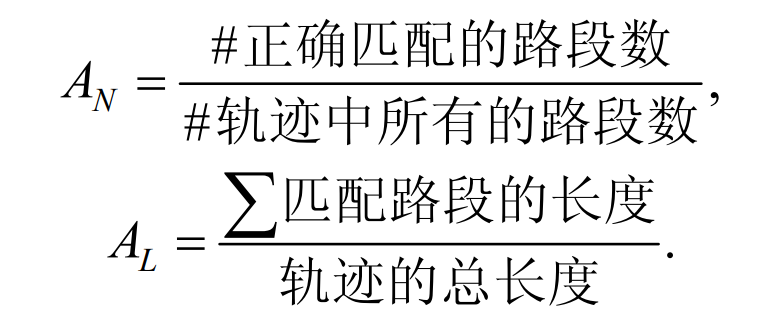 A_N = #正确匹配的路段数 / #轨迹中所有的路段数,
A_L = ∑匹配路段的长度 / 轨迹的总长度.